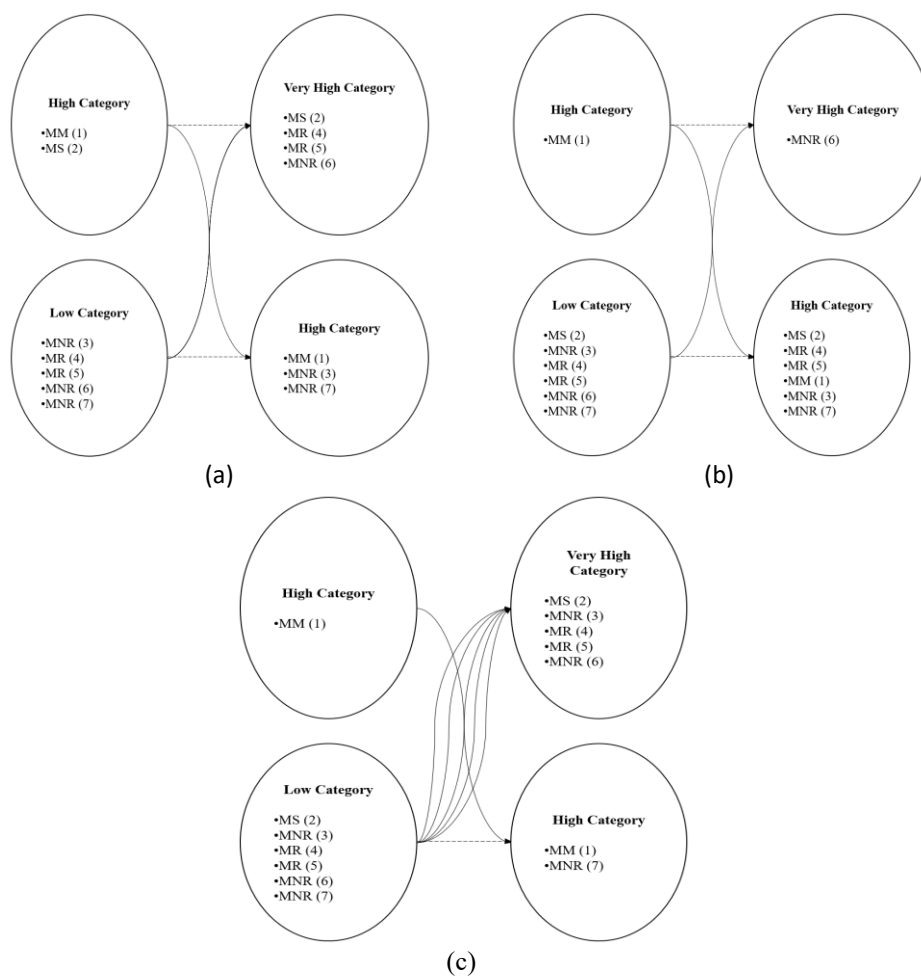 High Category
•MM (1)
•MS (2)
Very High Category
•MS (2)
•MR (4)
•MR (5)
•MNR (6)
Low Category
•MNR (3)
•MR (4)
•MR (5)
•MNR (6)
•MNR (7)
High Category
•MM (1)
•MNR (3)
•MNR (7)
(a)
High Category
•MM (1)
Very High Category
•MNR (6)
Low Category
•MS (2)
•MNR (3)
•MR (4)
•MR (5)
•MNR (6)
•MNR (7)
High Category
•MS (2)
•MR (4)
•MR (5)
•MM (1)
•MNR (3)
•MNR (7)
(b)
High Category
•MM (1)
Very High
Category
•MS (2)
•MNR (3)
•MR (4)
•MR (5)
•MNR (6)
Low Category
•MS (2)
•MNR (3)
•MR (4)
•MR (5)
•MNR (6)
•MNR (7)
High Category
•MM (1)
•MNR (7)
(c)